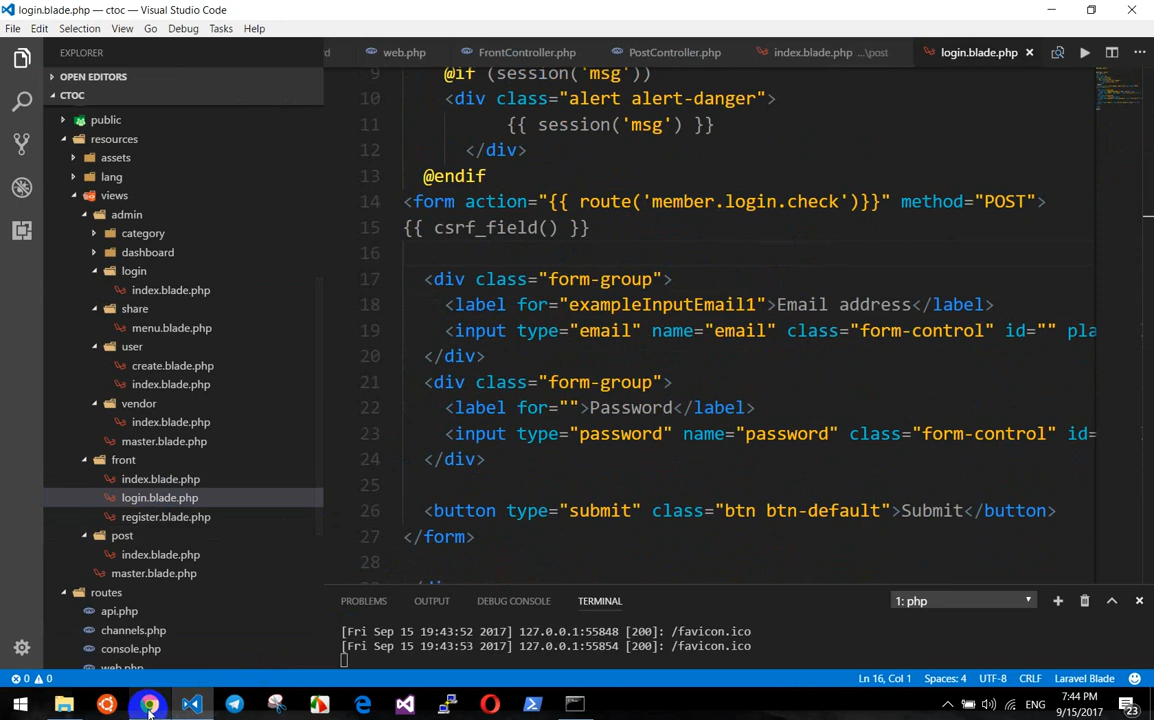 login.blade.php — ctoc — Visual Studio Code
File Edit Selection View Go Debug Tasks Help
EXPLORER
web.php FrontController.php PostController.php index.blade.php ...\post login.blade.php
OPEN EDITORS
CTOC
public
resources
assets
lang
views
admin
category
dashboard
login
index.blade.php
share
menu.blade.php
user
create.blade.php
index.blade.php
vendor
index.blade.php
master.blade.php
front
index.blade.php
login.blade.php
register.blade.php
post
index.blade.php
master.blade.php
routes
api.php
channels.php
console.php
web.php
9 @if (session('msg'))
10 <div class="alert alert-danger">
11 {{ session('msg') }}
12 </div>
13 @endif
14 <form action="{{ route('member.login.check')}}" method="POST">
15 {{ csrf_field() }}
16
17 <div class="form-group">
18 <label for="exampleInputEmail1">Email address</label>
19 <input type="email" name="email" class="form-control" id="" pla
20 </div>
21 <div class="form-group">
22 <label for="">Password</label>
23 <input type="password" name="password" class="form-control" id=
24 </div>
25
26 <button type="submit" class="btn btn-default">Submit</button>
27 </form>
28
PROBLEMS OUTPUT DEBUG CONSOLE TERMINAL 1: php
[Fri Sep 15 19:43:52 2017] 127.0.0.1:55848 [200]: /favicon.ico
[Fri Sep 15 19:43:53 2017] 127.0.0.1:55854 [200]: /favicon.ico
0 0 Ln 16, Col 1 Spaces: 4 UTF-8 CRLF Laravel Blade
ENG
7:44 PM
9/15/2017
23